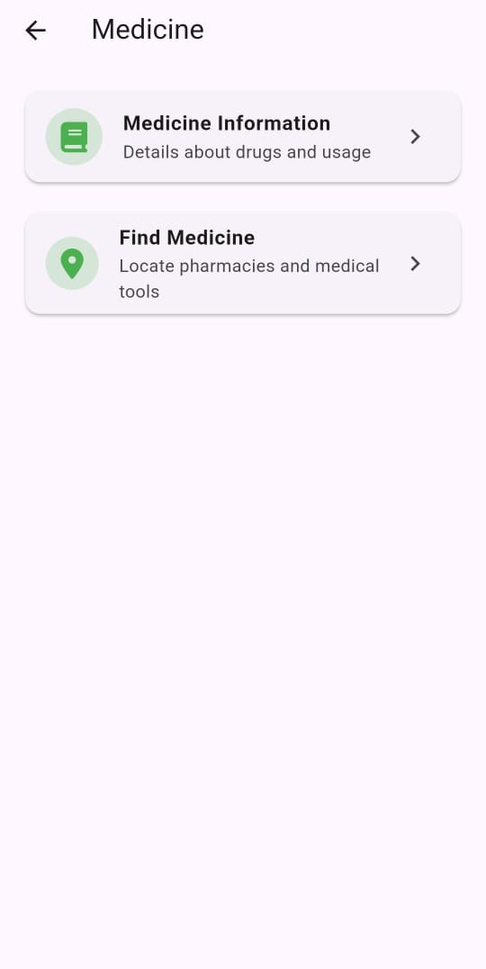 Medicine
Medicine Information
Details about drugs and usage
Find Medicine
Locate pharmacies and medical
tools